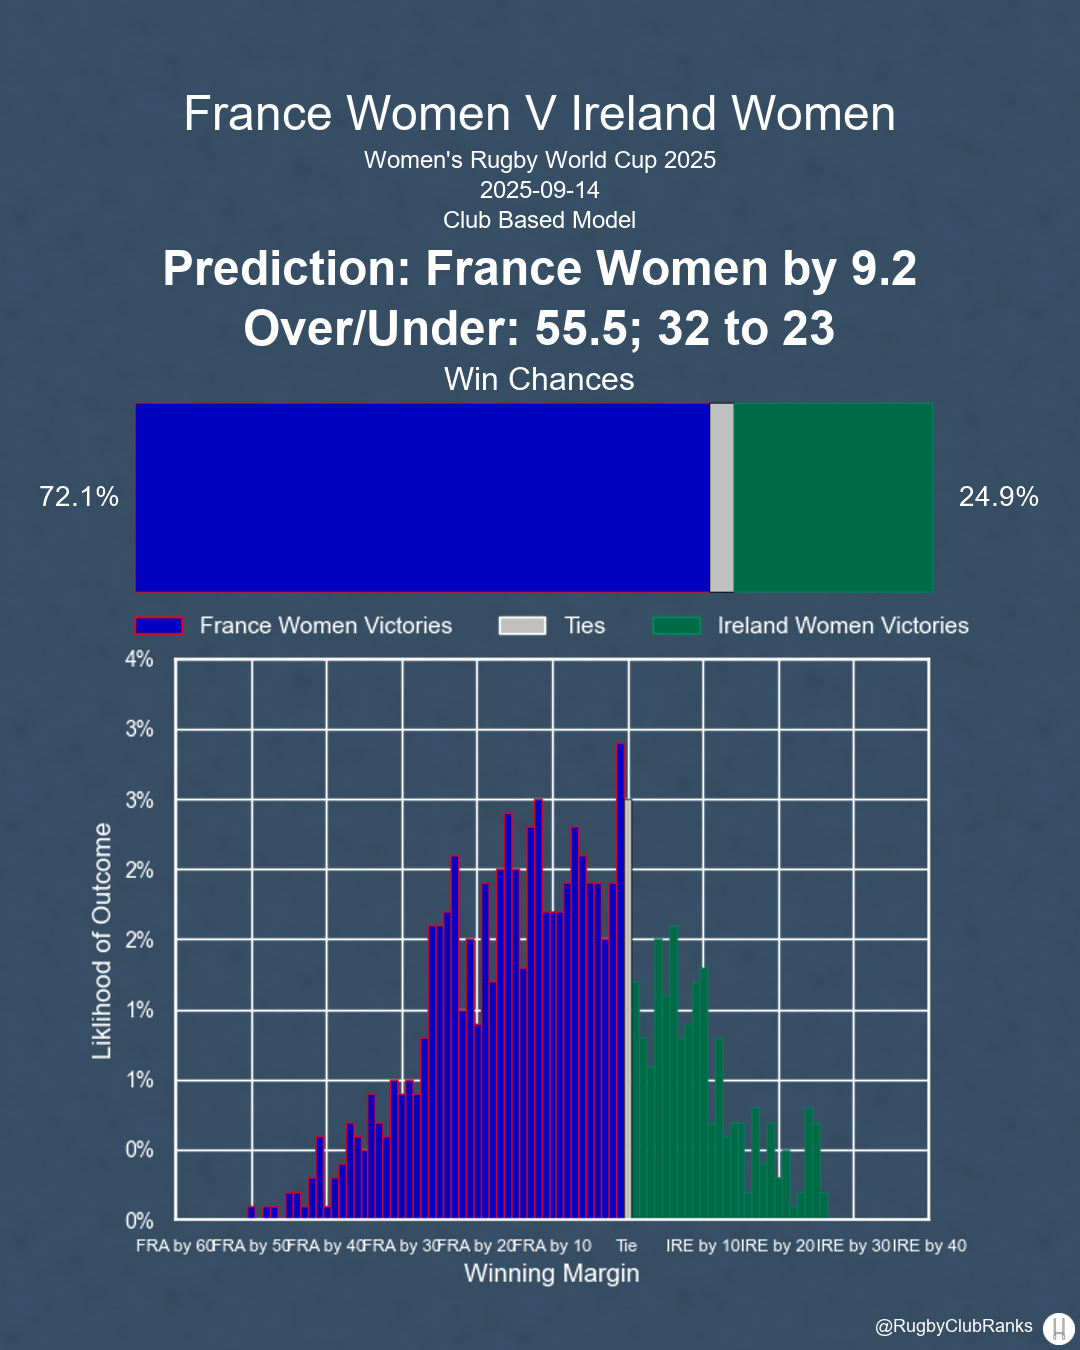 France Women V Ireland Women
Women's Rugby World Cup 2025
2025-09-14
Club Based Model
Prediction: France Women by 9.2
Over/Under: 55.5; 32 to 23
Win Chances
72.1%
24.9%
France Women Victories
Ties
Ireland Women Victories
4%
3%
3%
2%
2%
1%
1%
0%
0%
Liklihood of Outcome
FRA by 60
FRA by 50
FRA by 40
FRA by 30
FRA by 20
FRA by 10
Tie
IRE by 10
IRE by 20
IRE by 30
IRE by 40
Winning Margin
@RugbyClubRanks